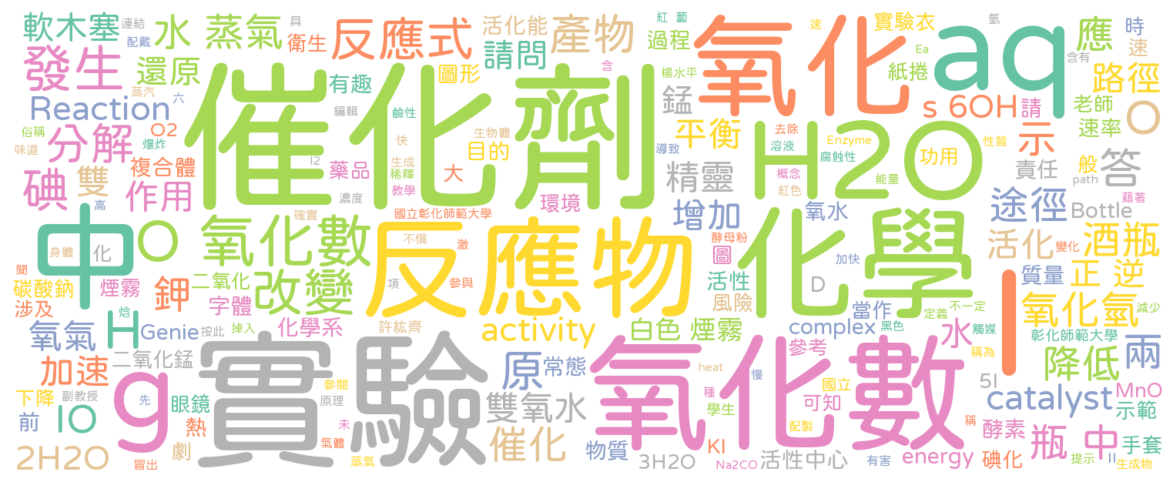 軟木塞 連結 水 蒸氣 具 衛生 反應式 活化能 請問 產物 紅 葡 過程 氧化 速 實驗衣 氫 aq 應 時 速
配戴 發生 還原 蒸汽 六 有趣 圖形 含 楊水平 紙捲 Ea 含有 路徑
Reaction 催化劑 編輯 鹼性 快 生物體 錳 s 6OH 請 老師 O
俗稱 爆炸 O2 分解 味道 複合體 I2 生成 稀釋 目的 平衡 去除 Enzyme 溶液 導致 腐蝕性 H2O 功用 性質 示 速率
碘 雙 作用 藥品 教學 大 精靈 概念 紅色 能量 責任 般 path 答
高 濃度 國立彰化師範大學 環境 增加 氧水 途徑 Bottle 藉著
中 身體 化 O 氧化數 確實 不慍 激 反應物 酵母粉 圖 變化 化學 活化 酒瓶
聞 二氧化 改變 項 參與 活性 加快 D 質量 正 逆
碳酸鈉 煙霧 焓 鉀 字體 風險 當作 定義 不一定 l 氧化氫 減少
涉及 氧氣 H Genie 按此 掉入 化學系 許紘齊 activity 白色 煙霧 complex 黑色 水 觸媒 稱為 彰化師範大學 兩
二氧化錳 加速 g 實驗 原 常態 氧化數 heat 參考 慢 降低
下降 副教授 先 參閱 原理 雙氧水 種 國立 可知 5I catalyst MnO
前 IO 眼鏡 熱 未 學生 配製 稱 酵素 瓶 中 示範
2H2O 冒出 劇 氣體 蒸氣 催化 物質 3H2O KI Na2CO 活性中心 有害 energy 碘化 提示 II 手套 生成物